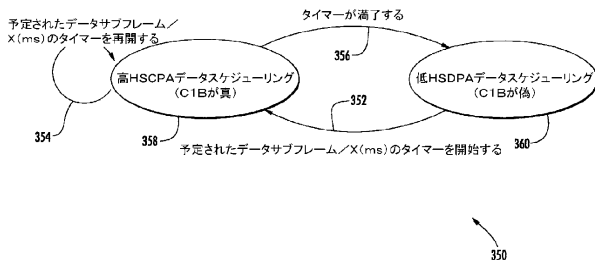 予定されたデータサブフレーム/
X(ms)のタイマーを再開する
タイマーが満了する
356
高HSCPAデータスケジューリング
(C1Bが真)
低HSDPAデータスケジューリング
(C1Bが偽)
352
354
358
360
予定されたデータサブフレーム/X(ms)のタイマーを開始する
350